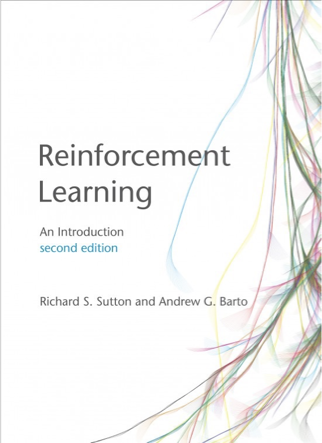 Reinforcement
Learning
An Introduction
second edition
Richard S. Sutton and Andrew G. Barto